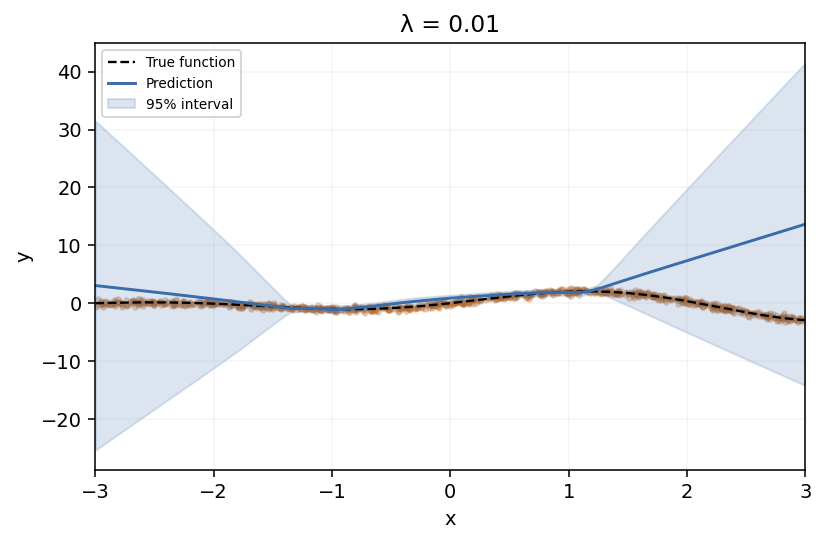 λ = 0.01
True function
Prediction
95% interval
y
40
30
20
10
0
−10
−20
−3
−2
−1
0
1
2
3
x